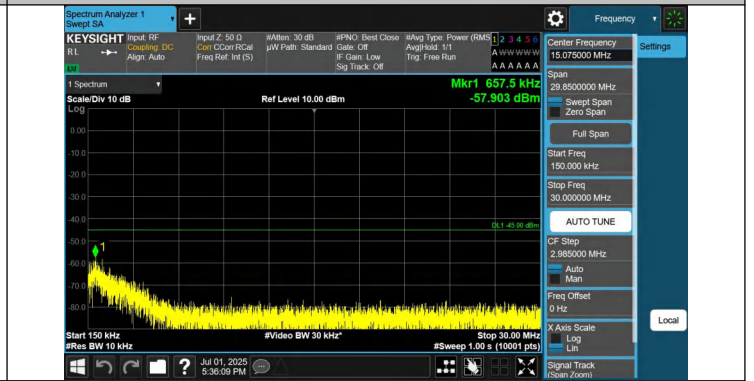 Spectrum Analyzer 1
Swept SA
+
Frequency
KEYSIGHT
R L
LXI
Input: RF
Coupling: DC
Align: Auto
Input Z: 50 Ω
Corr CCorr RCal
Freq Ref: Int (S)
#Atten: 30 dB
µW Path: Standard
#PNO: Best Close
Gate: Off
IF Gain: Low
Sig Track: Off
#Avg Type: Power (RMS
Avg|Hold: 1/1
Trig: Free Run
1 2 3 4 5 6
A W W W W W
A A A A A A
1 Spectrum
Mkr1 657.5 kHz
-57.903 dBm
Scale/Div 10 dB
Ref Level 10.00 dBm
Log
0.00
-10.0
-20.0
-30.0
-40.0
-50.0
-60.0
-70.0
-80.0
DL1 -45.00 dBm
1
Start 150 kHz
#Video BW 30 kHz*
Stop 30.00 MHz
#Res BW 10 kHz
#Sweep 1.00 s (10001 pts)
Center Frequency
15.075000 MHz
Settings
Span
29.8500000 MHz
Swept Span
Zero Span
Full Span
Start Freq
150.000 kHz
Stop Freq
30.000000 MHz
AUTO TUNE
CF Step
2.985000 MHz
Auto
Man
Freq Offset
0 Hz
X Axis Scale
Log
Lin
Local
Signal Track
(Span Zoom)
?
Jul 01, 2025
5:36:09 PM